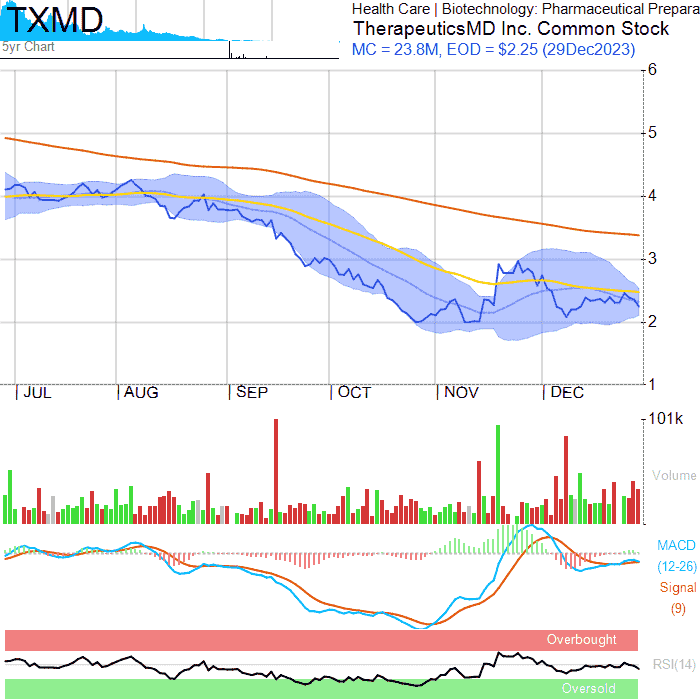 TXMD
Health Care | Biotechnology: Pharmaceutical Prepara
TherapeuticsMD Inc. Common Stock
5yr Chart
MC = 23.8M, EOD = $2.25 (29Dec2023)
6
5
4
3
2
1
JUL AUG SEP OCT NOV DEC
101k
Volume
MACD
(12-26)
Signal
(9)
Overbought
RSI(14)
Oversold